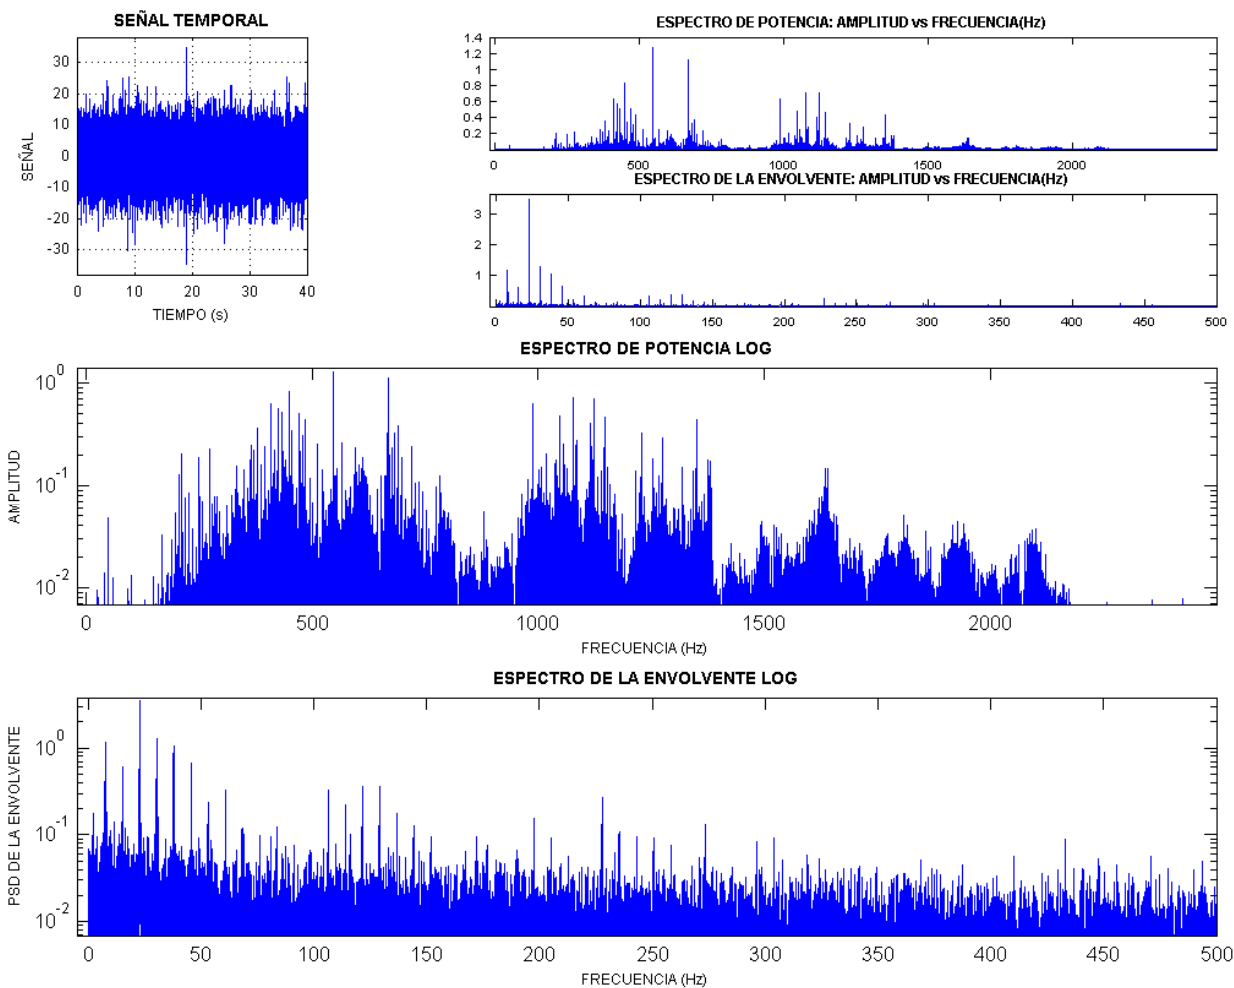 SEÑAL TEMPORAL
30
20
10
0
-10
-20
-30
SEÑAL
0 10 20 30 40
TIEMPO (s)
ESPECTRO DE POTENCIA: AMPLITUD vs FRECUENCIA(Hz)
1.4
1.2
1
0.8
0.6
0.4
0.2
0 500 1000 1500 2000
ESPECTRO DE LA ENVOLVENTE: AMPLITUD vs FRECUENCIA(Hz)
3
2
1
0 50 100 150 200 250 300 350 400 450 500
ESPECTRO DE POTENCIA LOG
10^0
10^-1
10^-2
AMPLITUD
0 500 1000 1500 2000
FRECUENCIA (Hz)
ESPECTRO DE LA ENVOLVENTE LOG
10^0
10^-1
10^-2
PSD DE LA ENVOLVENTE
0 50 100 150 200 250 300 350 400 450 500
FRECUENCIA (Hz)